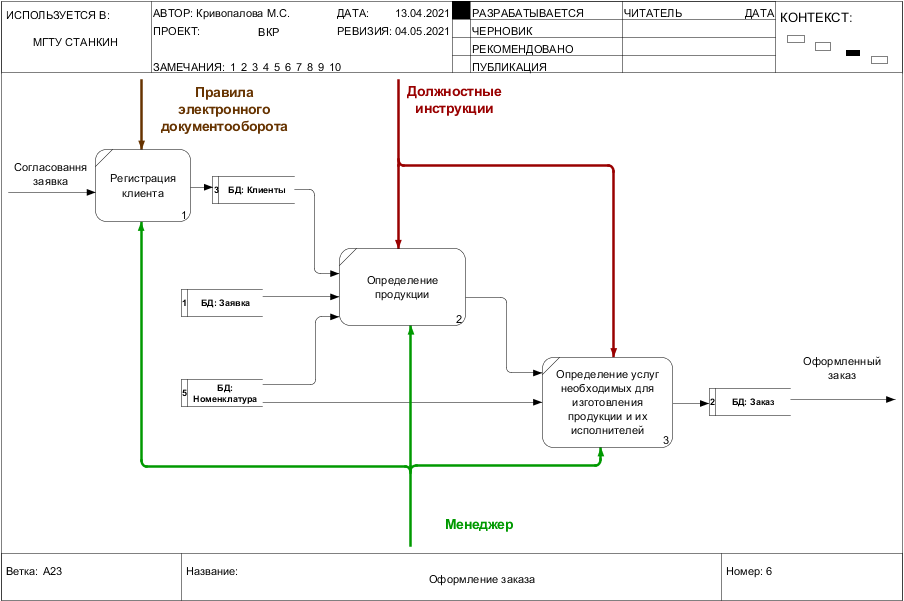 ИСПОЛЬЗУЕТСЯ В:
МГТУ СТАНКИН
АВТОР: Кривопалова М.С.
ДАТА: 13.04.2021
ПРОЕКТ: ВКР
РЕВИЗИЯ: 04.05.2021
ЗАМЕЧАНИЯ: 1 2 3 4 5 6 7 8 9 10
РАЗРАБАТЫВАЕТСЯ
ЧЕРНОВИК
РЕКОМЕНДОВАНО
ПУБЛИКАЦИЯ
ЧИТАТЕЛЬ ДАТА
КОНТЕКСТ:
Правила
электронного
документооборота
Должностные
инструкции
Согласовання
заявка
Регистрация
клиента
1
3 БД: Клиенты
Определение
продукции
2
1 БД: Заявка
5 БД:
Номенклатура
Определение услуг
необходимых для
изготовления
продукции и их
исполнителей
3
2 БД: Заказ
Оформленный
заказ
Менеджер
Ветка: A23
Название:
Оформление заказа
Номер: 6